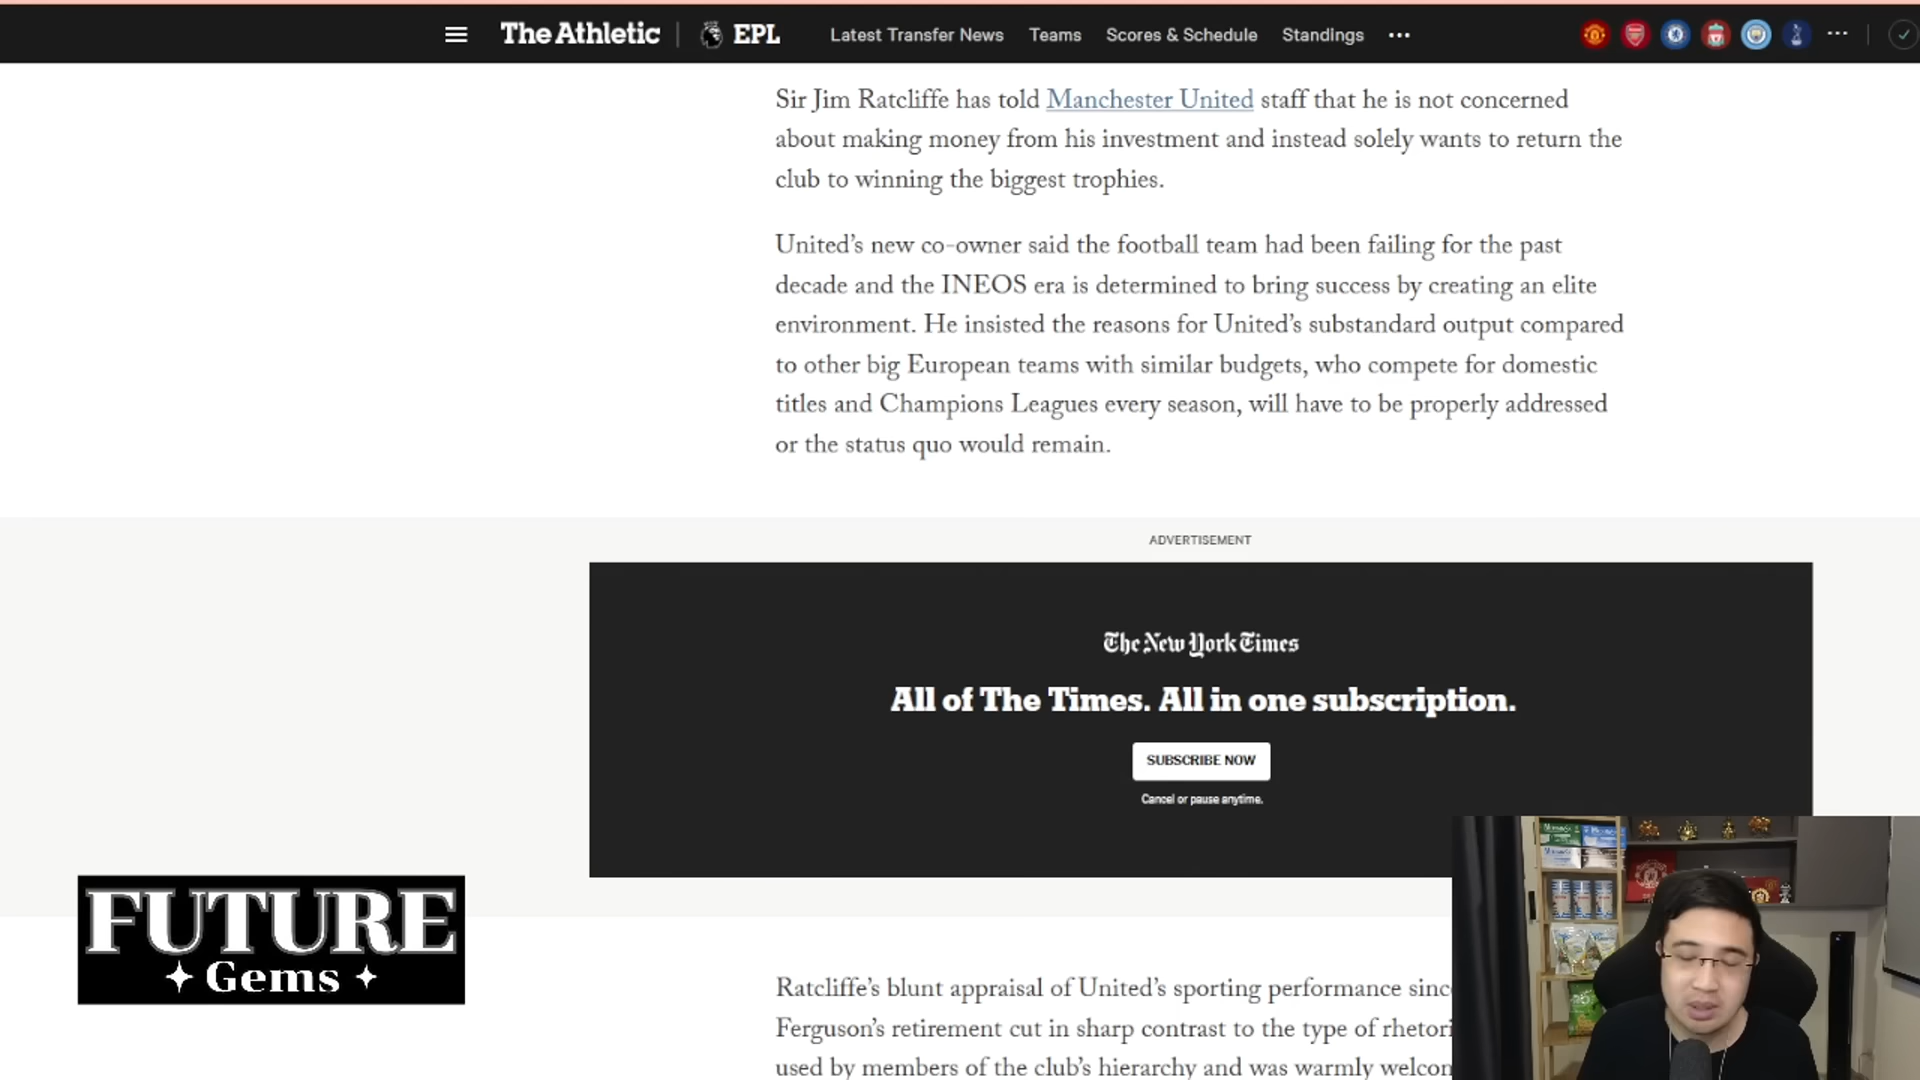 The Athletic EPL Latest Transfer News Teams Scores & Schedule Standings
Sir Jim Ratcliffe has told Manchester United staff that he is not concerned
about making money from his investment and instead solely wants to return the
club to winning the biggest trophies.
United’s new co-owner said the football team had been failing for the past
decade and the INEOS era is determined to bring success by creating an elite
environment. He insisted the reasons for United’s substandard output compared
to other big European teams with similar budgets, who compete for domestic
titles and Champions Leagues every season, will have to be properly addressed
or the status quo would remain.
ADVERTISEMENT
The New York Times
All of The Times. All in one subscription.
SUBSCRIBE NOW
Cancel or pause anytime.
FUTURE
Gems
Ratcliffe’s blunt appraisal of United’s sporting performance sinc
Ferguson’s retirement cut in sharp contrast to the type of rhetori
used by members of the club’s hierarchy and was warmly welcon